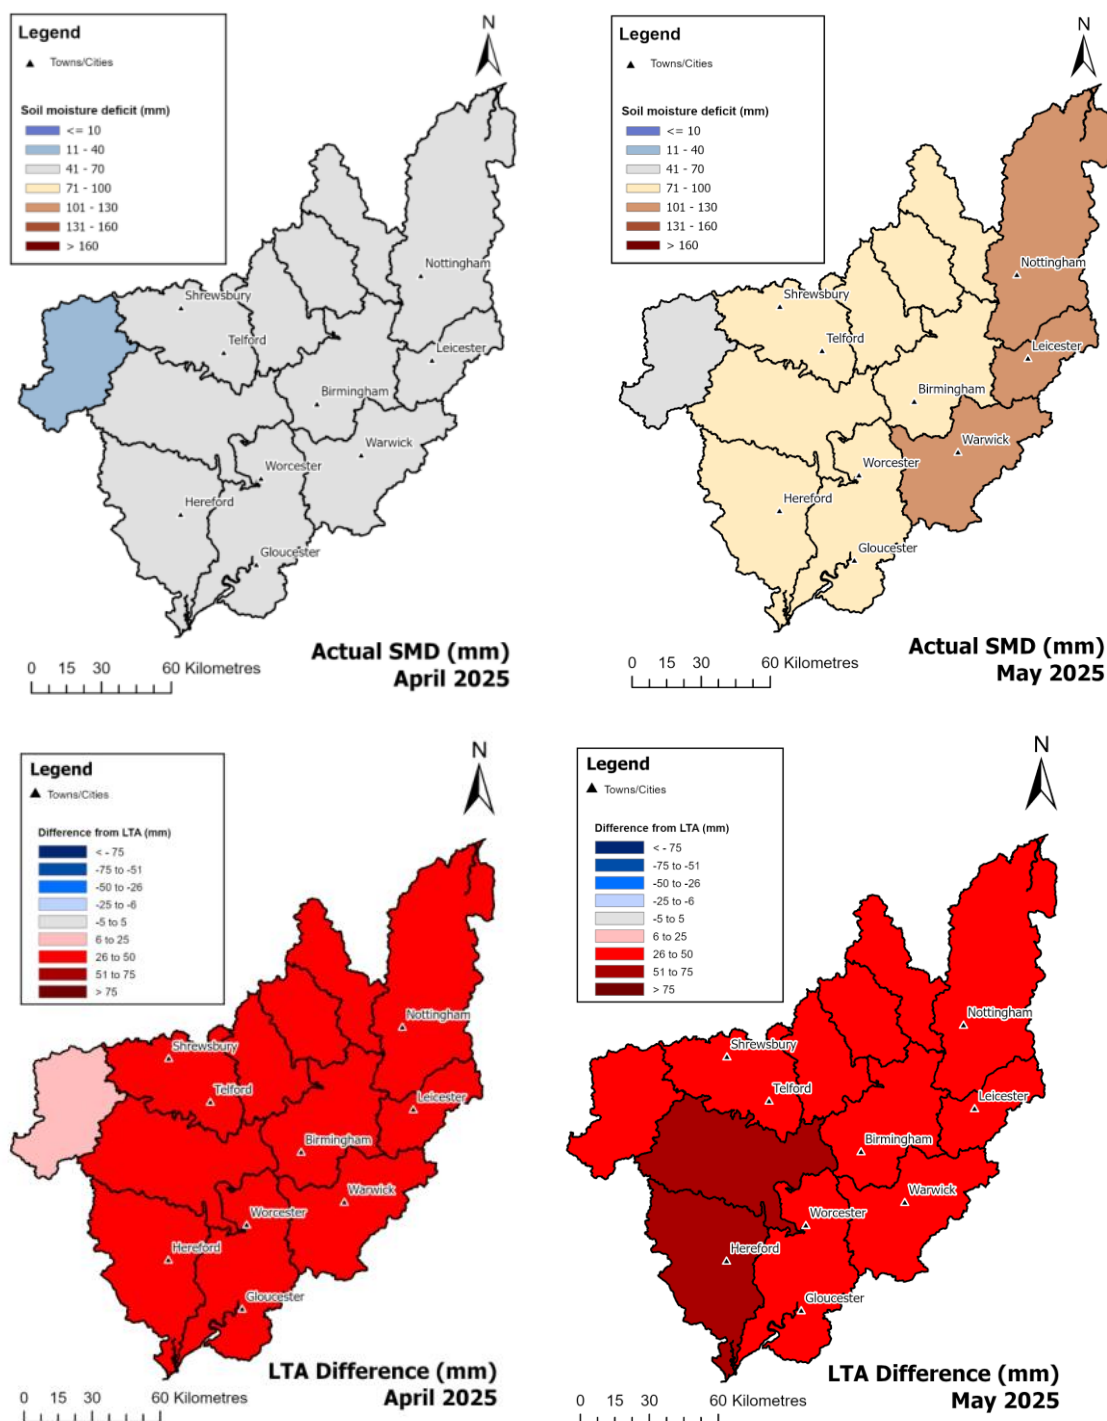 N
Legend
Towns/Cities
Soil moisture deficit (mm)
<= 10
11 - 40
41 - 70
71 - 100
101 - 130
131 - 160
> 160
Nottingham
Shrewsbury
Telford
Leicester
Birmingham
Warwick
Worcester
Hereford
Gloucester
Actual SMD (mm)
April 2025
0 15 30 60 Kilometres
N
Legend
Towns/Cities
Soil moisture deficit (mm)
<= 10
11 - 40
41 - 70
71 - 100
101 - 130
131 - 160
> 160
Nottingham
Shrewsbury
Telford
Leicester
Birmingham
Warwick
Worcester
Hereford
Gloucester
Actual SMD (mm)
May 2025
0 15 30 60 Kilometres
N
Legend
Towns/Cities
Difference from LTA (mm)
< - 75
-75 to -51
-50 to -26
-25 to -6
-5 to 5
6 to 25
26 to 50
51 to 75
> 75
Nottingham
Shrewsbury
Telford
Leicester
Birmingham
Warwick
Worcester
Hereford
Gloucester
LTA Difference (mm)
April 2025
0 15 30 60 Kilometres
N
Legend
Towns/Cities
Difference from LTA (mm)
< - 75
-75 to -51
-50 to -26
-25 to -6
-5 to 5
6 to 25
26 to 50
51 to 75
> 75
Nottingham
Shrewsbury
Telford
Leicester
Birmingham
Warwick
Worcester
Hereford
Gloucester
LTA Difference (mm)
May 2025
0 15 30 60 Kilometres